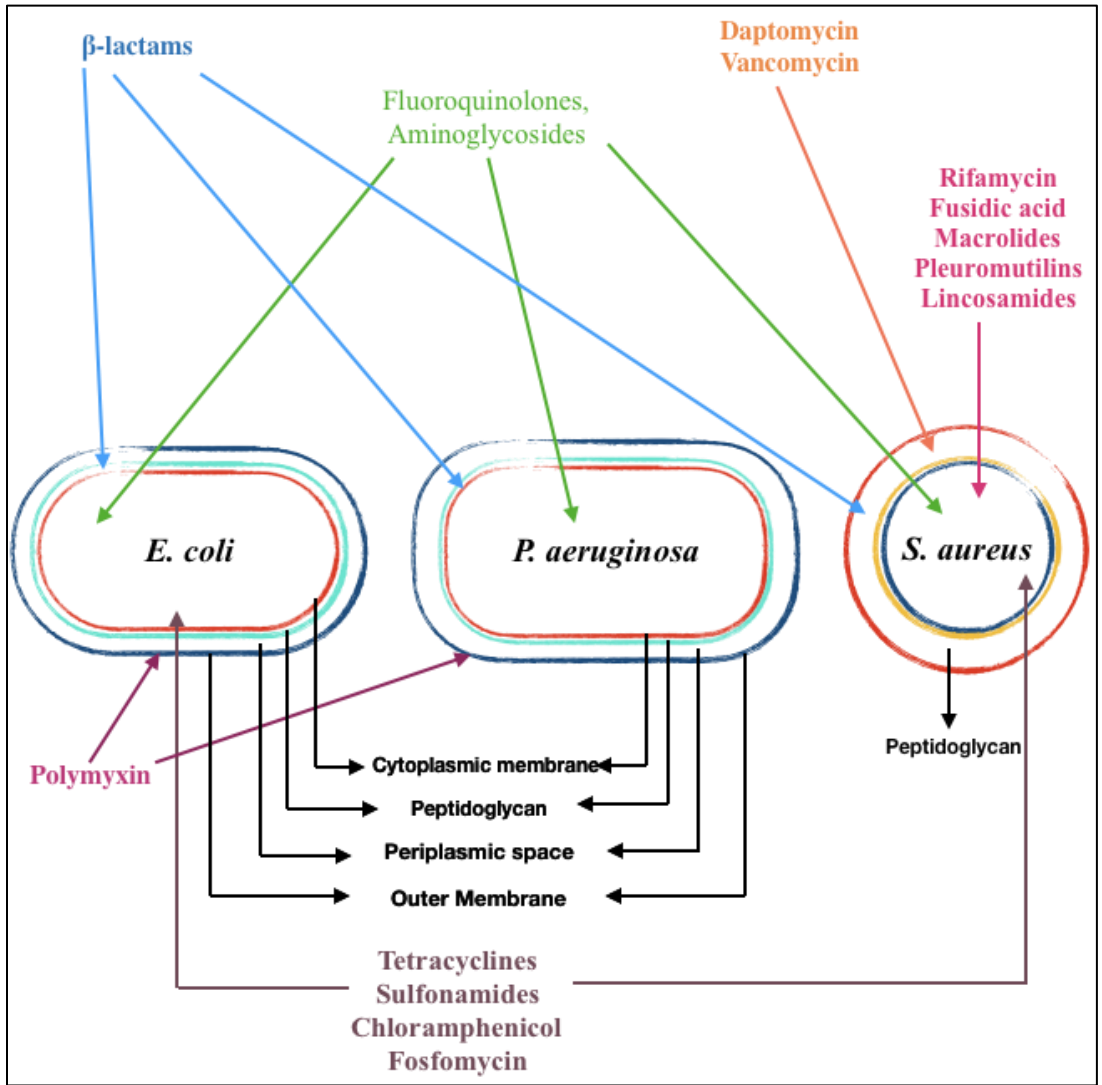 β-lactams
Daptomycin
Vancomycin
Fluoroquinolones,
Aminoglycosides
Rifamycin
Fusidic acid
Macrolides
Pleuromutilins
Lincosamides
E. coli
P. aeruginosa
S. aureus
Polymyxin
Cytoplasmic membrane
Peptidoglycan
Periplasmic space
Outer Membrane
Peptidoglycan
Tetracyclines
Sulfonamides
Chloramphenicol
Fosfomycin